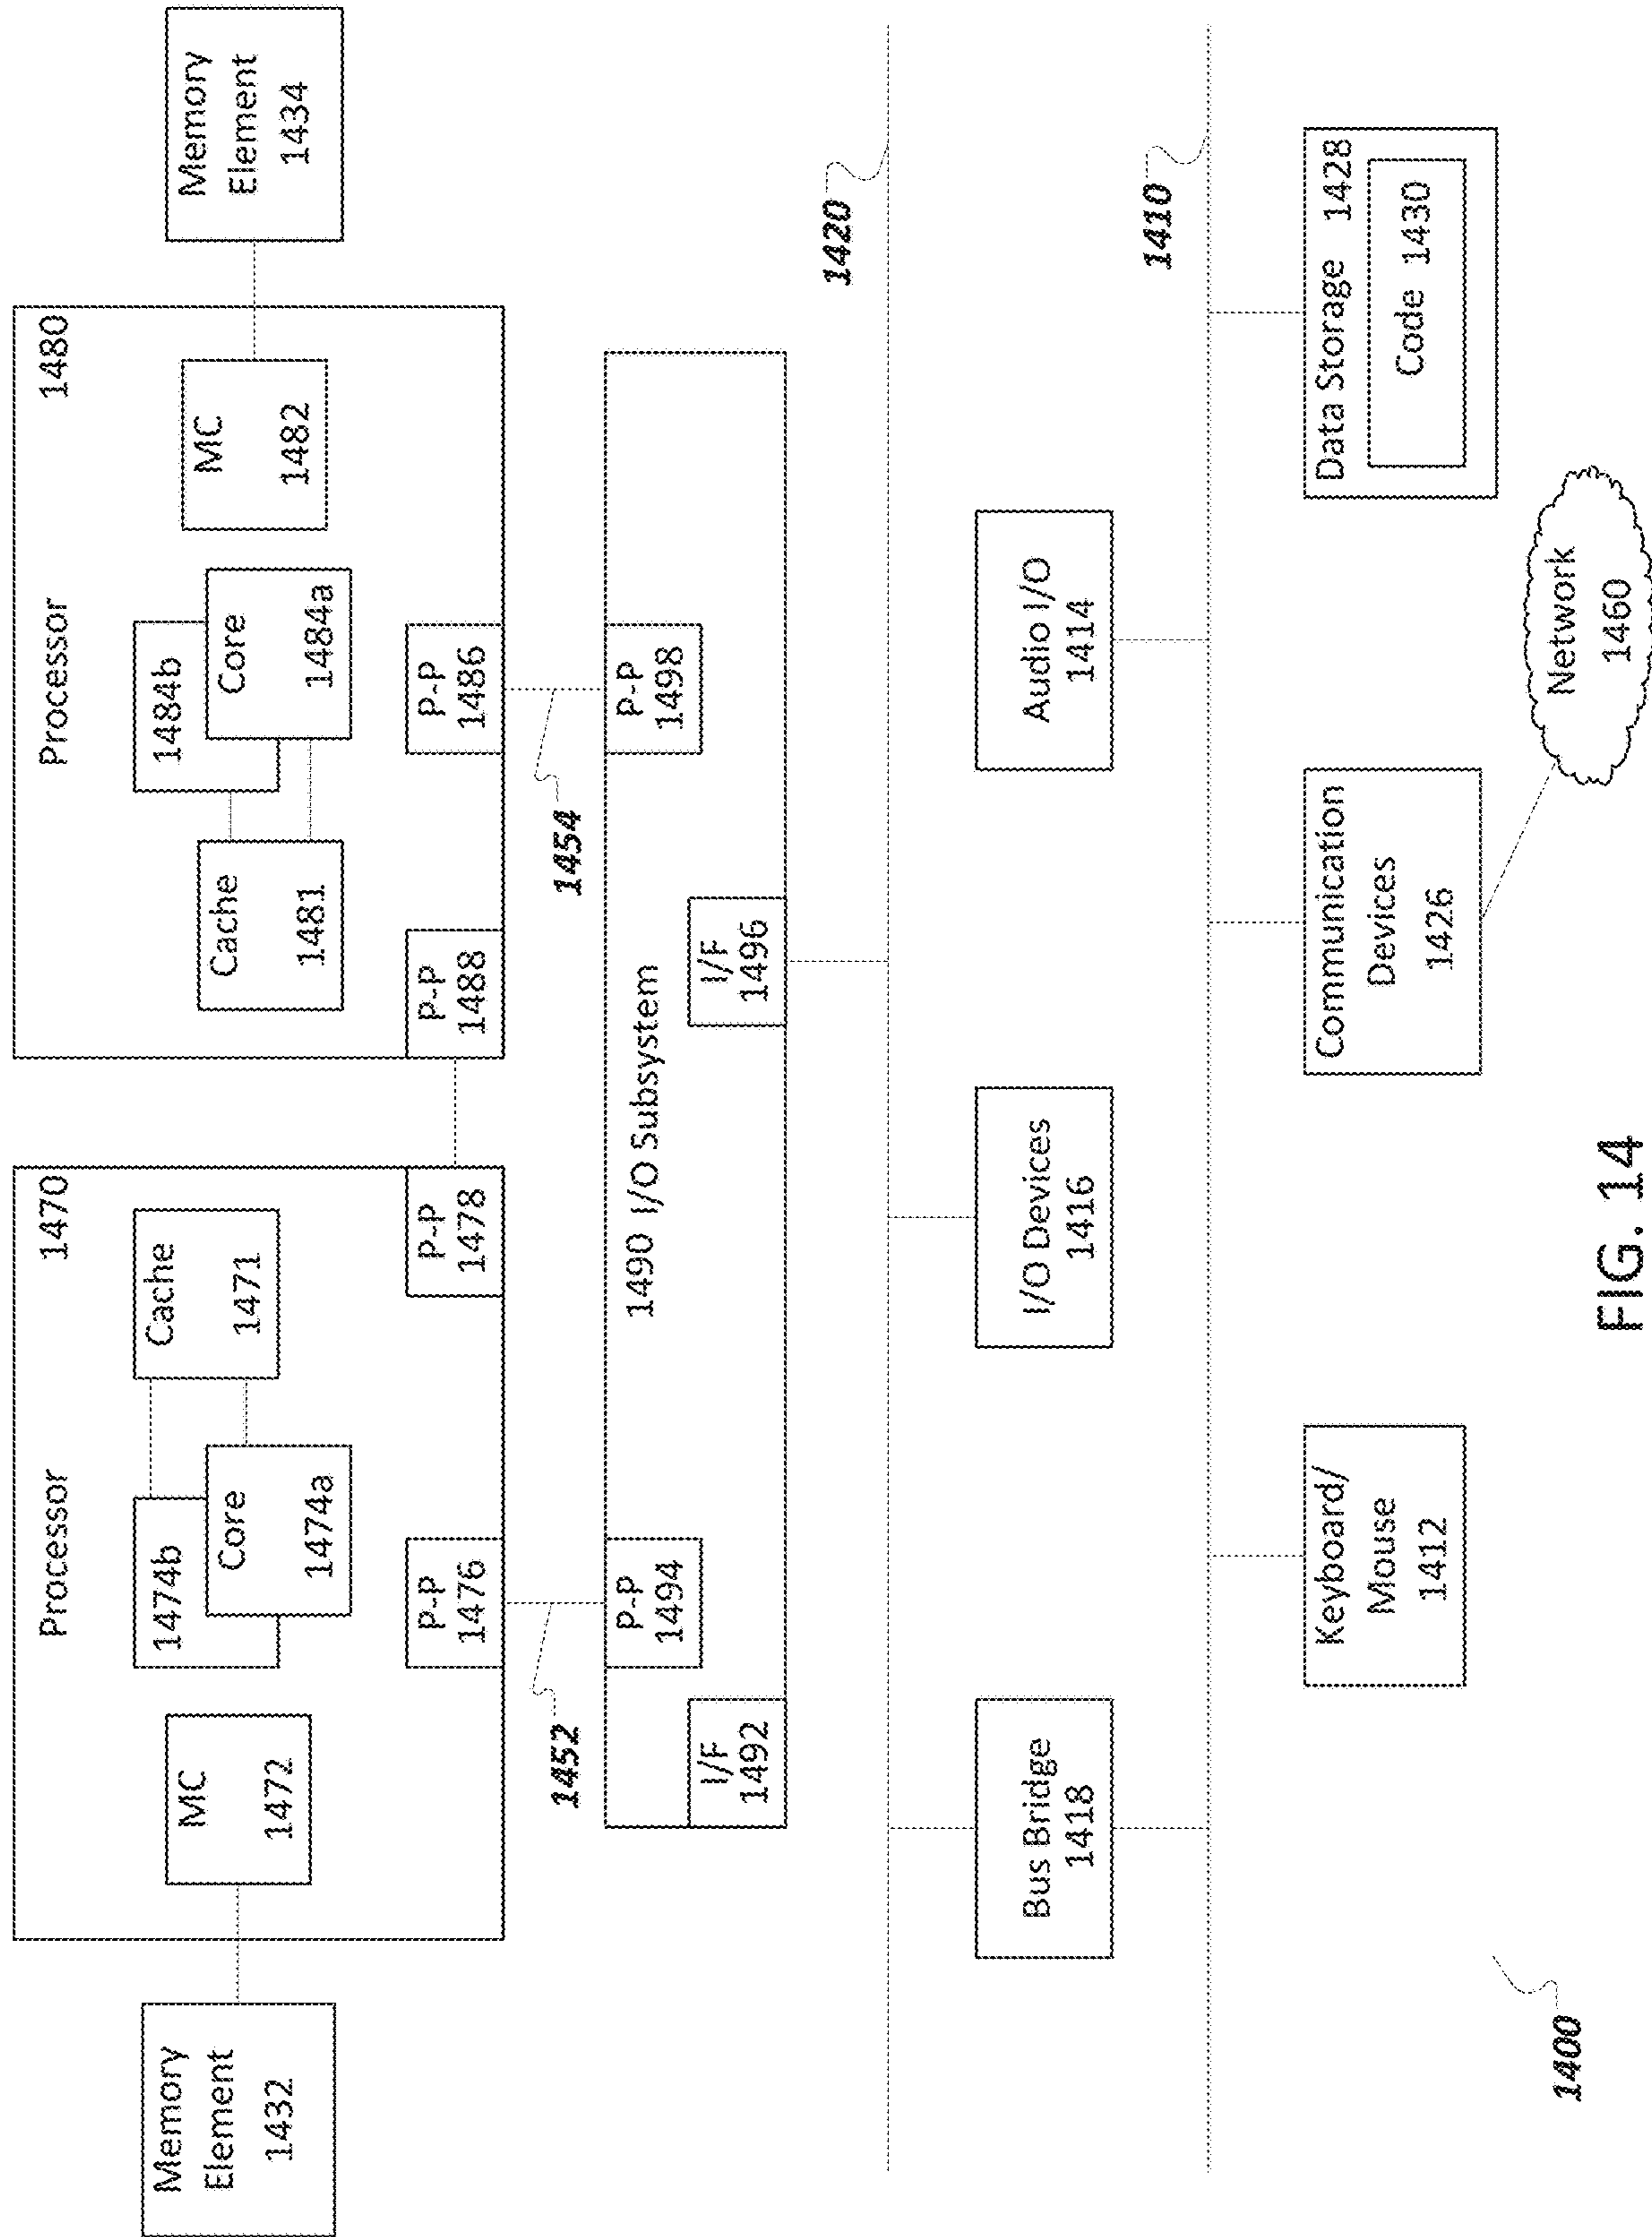 Memory
Element
1432
Processor
1470
MC
1472
1474b
Core
1474a
Cache
1471
P-P
1476
P-P
1478
Processor
1480
Cache
1481
1484b
Core
1484a
MC
1482
P-P
1488
P-P
1486
Memory
Element
1434
1452
1454
P-P
1494
1490 I/O Subsystem
P-P
1498
I/F
1492
I/F
1496
1420
Bus Bridge
1418
I/O Devices
1416
Audio I/O
1414
1410
Keyboard/
Mouse
1412
Communication
Devices
1426
Data Storage 1428
Code 1430
Network
1460
1400
FIG. 14